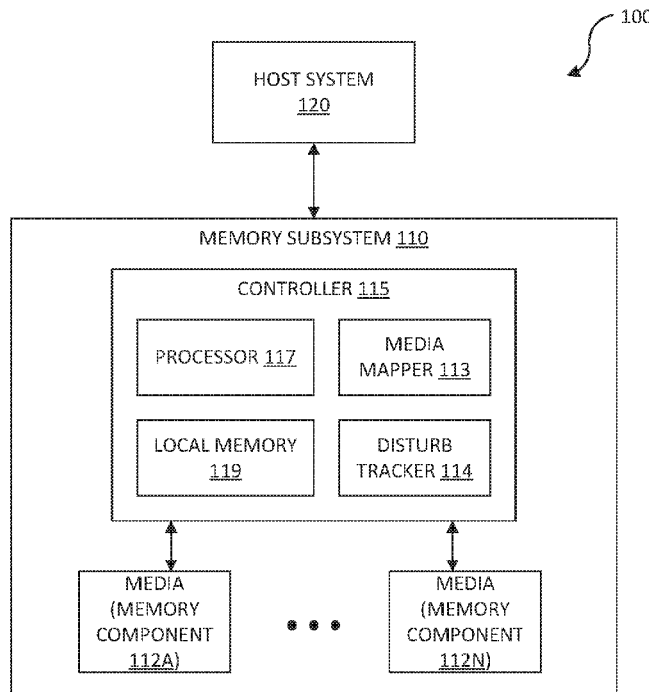 100
HOST SYSTEM
120
MEMORY SUBSYSTEM 110
CONTROLLER 115
PROCESSOR 117
MEDIA
MAPPER 113
LOCAL MEMORY
119
DISTURB
TRACKER 114
MEDIA
(MEMORY
COMPONENT
112A)
MEDIA
(MEMORY
COMPONENT
112N)